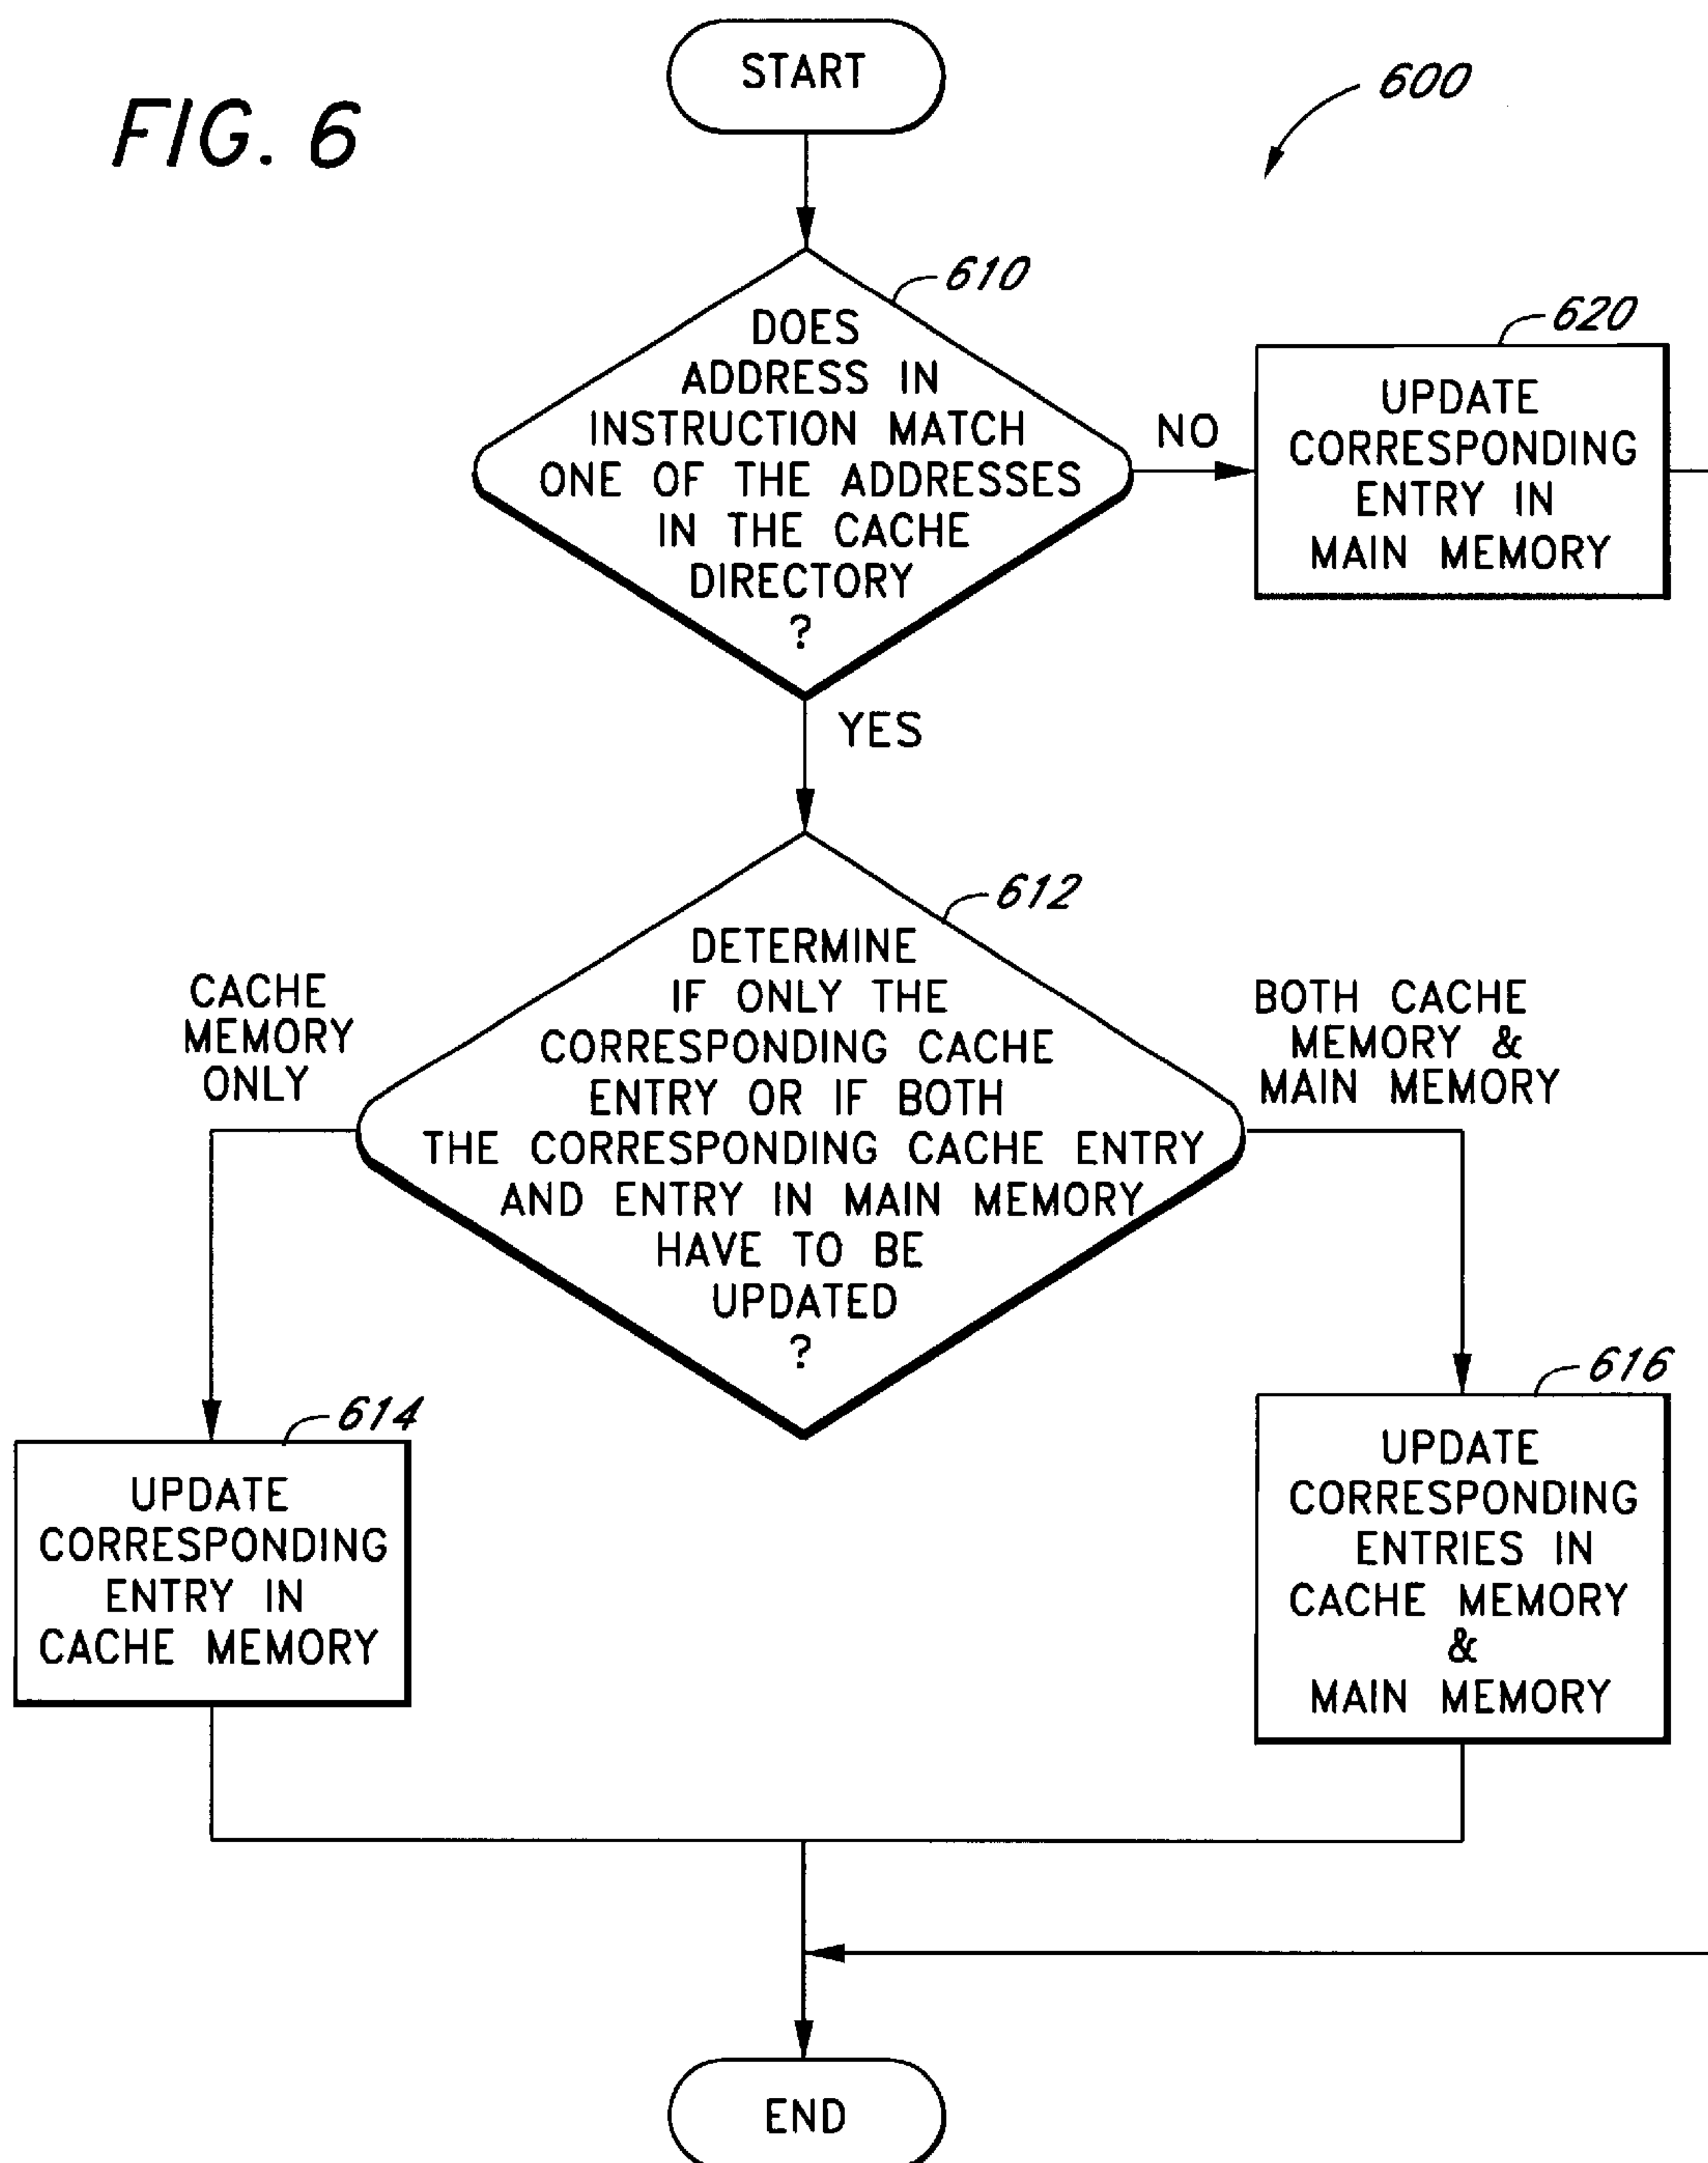 START
FIG. 6
600
610
DOES
ADDRESS IN
INSTRUCTION MATCH
ONE OF THE ADDRESSES
IN THE CACHE
DIRECTORY
?
NO
620
UPDATE
CORRESPONDING
ENTRY IN
MAIN MEMORY
YES
612
DETERMINE
IF ONLY THE
CORRESPONDING CACHE
ENTRY OR IF BOTH
THE CORRESPONDING CACHE ENTRY
AND ENTRY IN MAIN MEMORY
HAVE TO BE
UPDATED
?
CACHE
MEMORY
ONLY
BOTH CACHE
MEMORY &
MAIN MEMORY
614
UPDATE
CORRESPONDING
ENTRY IN
CACHE MEMORY
616
UPDATE
CORRESPONDING
ENTRIES IN
CACHE MEMORY
&
MAIN MEMORY
END